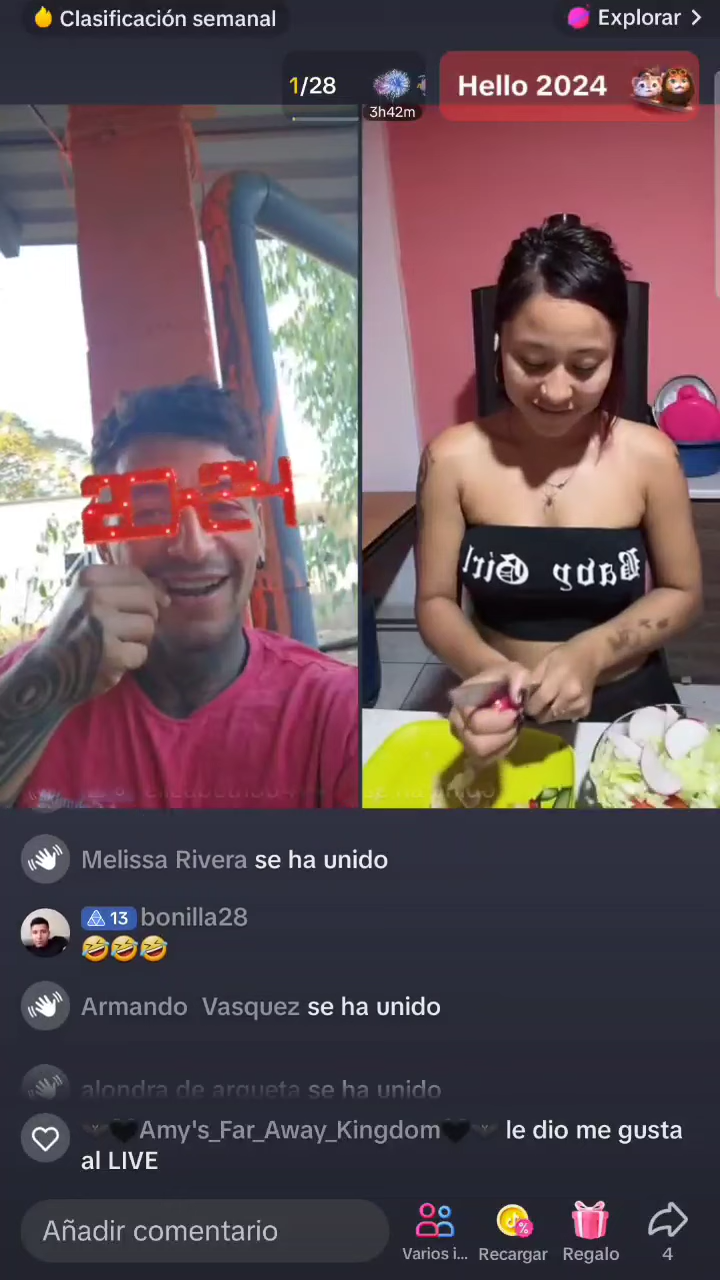 Clasificación semanal
Explorar
1/28
3h42m
Hello 2024
2024
Baby Girl
Melissa Rivera se ha unido
13 bonilla28
🤣🤣🤣
Armando Vasquez se ha unido
alondra de argueta se ha unido
Amy's_Far_Away_Kingdom🖤 le dio me gusta
al LIVE
Añadir comentario
Varios i...
Recargar
Regalo
4